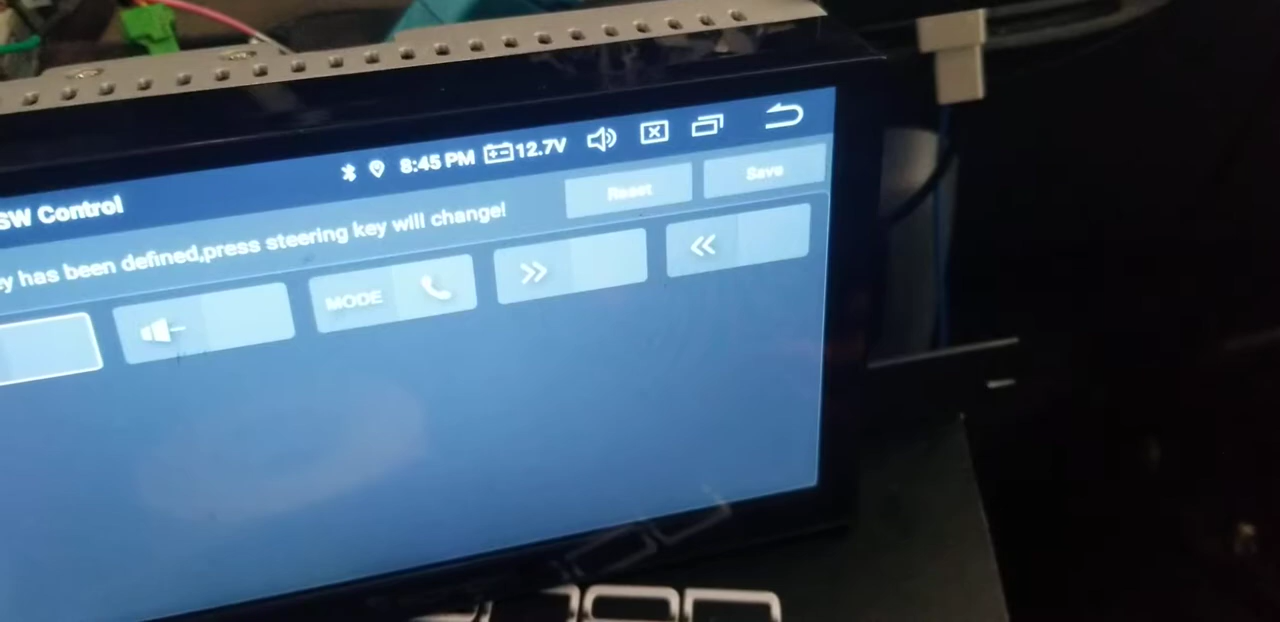 8:45 PM 12.7V
SW Control
Reset Save
y has been defined,press steering key will change!
MODE